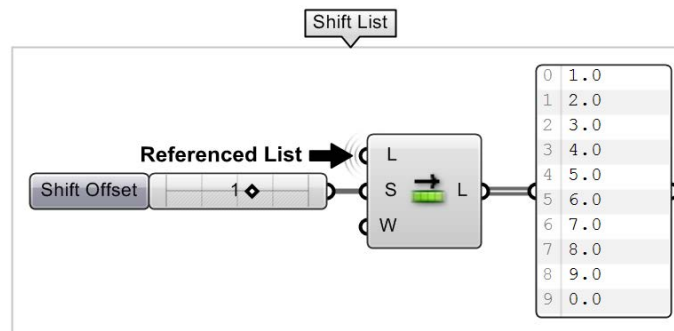 Shift List
Referenced List
L
Shift Offset
1
S
L
W
0 1.0
1 2.0
2 3.0
3 4.0
4 5.0
5 6.0
6 7.0
7 8.0
8 9.0
9 0.0